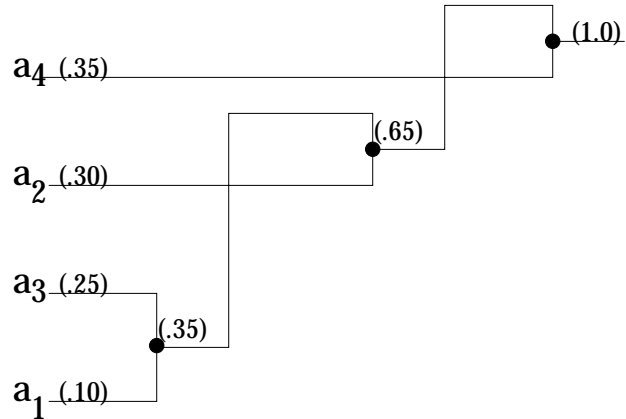 (1.0)
a4 (.35)
(.65)
a2 (.30)
a3 (.25)
(.35)
a1 (.10)